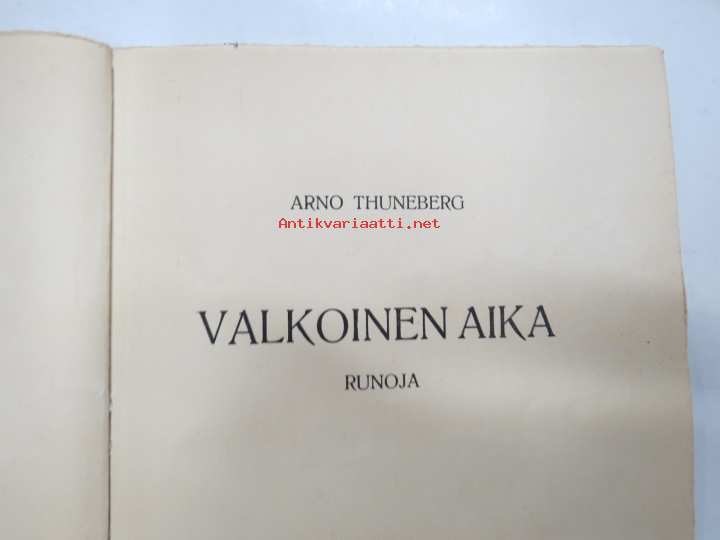 ARNO THUNEBERG
Antikvariaatti.net
VALKOINEN AIKA
RUNOJA